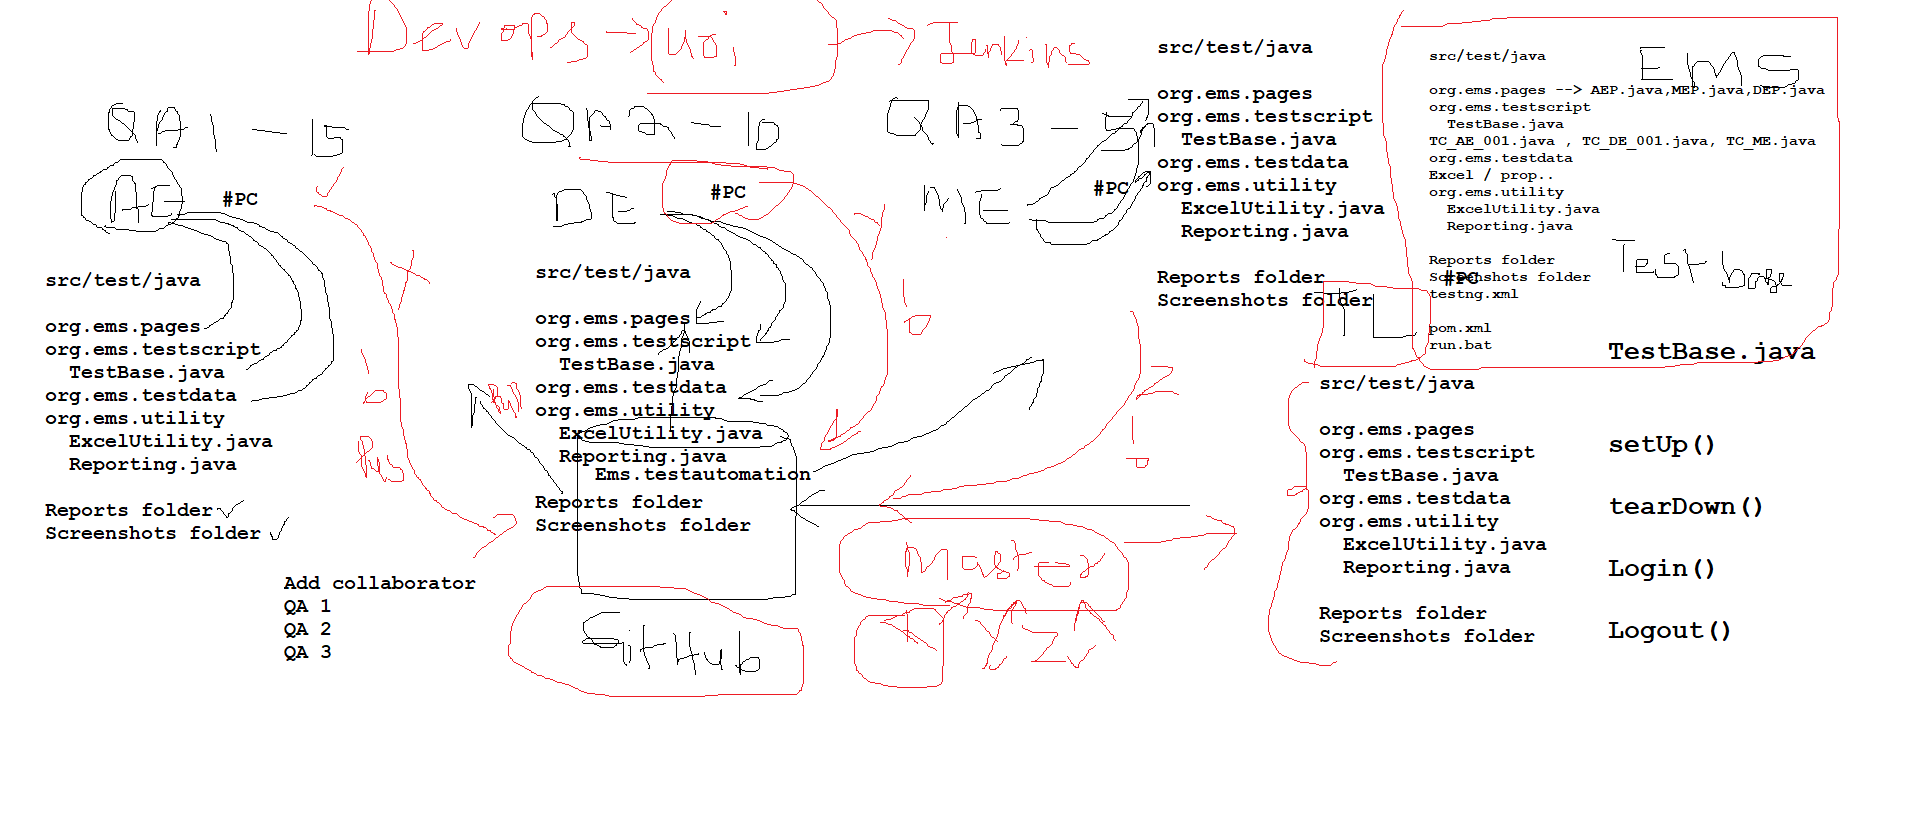 Devops
Jenkins
QA1 - 15
QA2 - 10
QA3 - 5
AE
#PC
DE
#PC
ME
#PC
src/test/java
org.ems.pages
org.ems.testscript
TestBase.java
org.ems.testdata
org.ems.utility
ExcelUtility.java
Reporting.java
Reports folder
Screenshots folder
Add collaborator
QA 1
QA 2
QA 3
src/test/java
org.ems.pages
org.ems.testscript
TestBase.java
org.ems.testdata
org.ems.utility
ExcelUtility.java
Reporting.java
Ems.testautomation
Reports folder
Screenshots folder
GitHub
Master
X Y Z
src/test/java
org.ems.pages
org.ems.testscript
TestBase.java
org.ems.testdata
org.ems.utility
ExcelUtility.java
Reporting.java
Reports folder
Screenshots folder
EMS
src/test/java
org.ems.pages --> AEP.java,MEP.java,DEP.java
org.ems.testscript
TestBase.java
TC_AE_001.java , TC_DE_001.java, TC_ME.java
org.ems.testdata
Excel / prop..
org.ems.utility
ExcelUtility.java
Reporting.java
Reports folder
Screenshots folder
testng.xml
pom.xml
run.bat
Test base
#PC
TL
src/test/java
org.ems.pages
org.ems.testscript
TestBase.java
org.ems.testdata
org.ems.utility
ExcelUtility.java
Reporting.java
Reports folder
Screenshots folder
TestBase.java
setUp()
tearDown()
Login()
Logout()